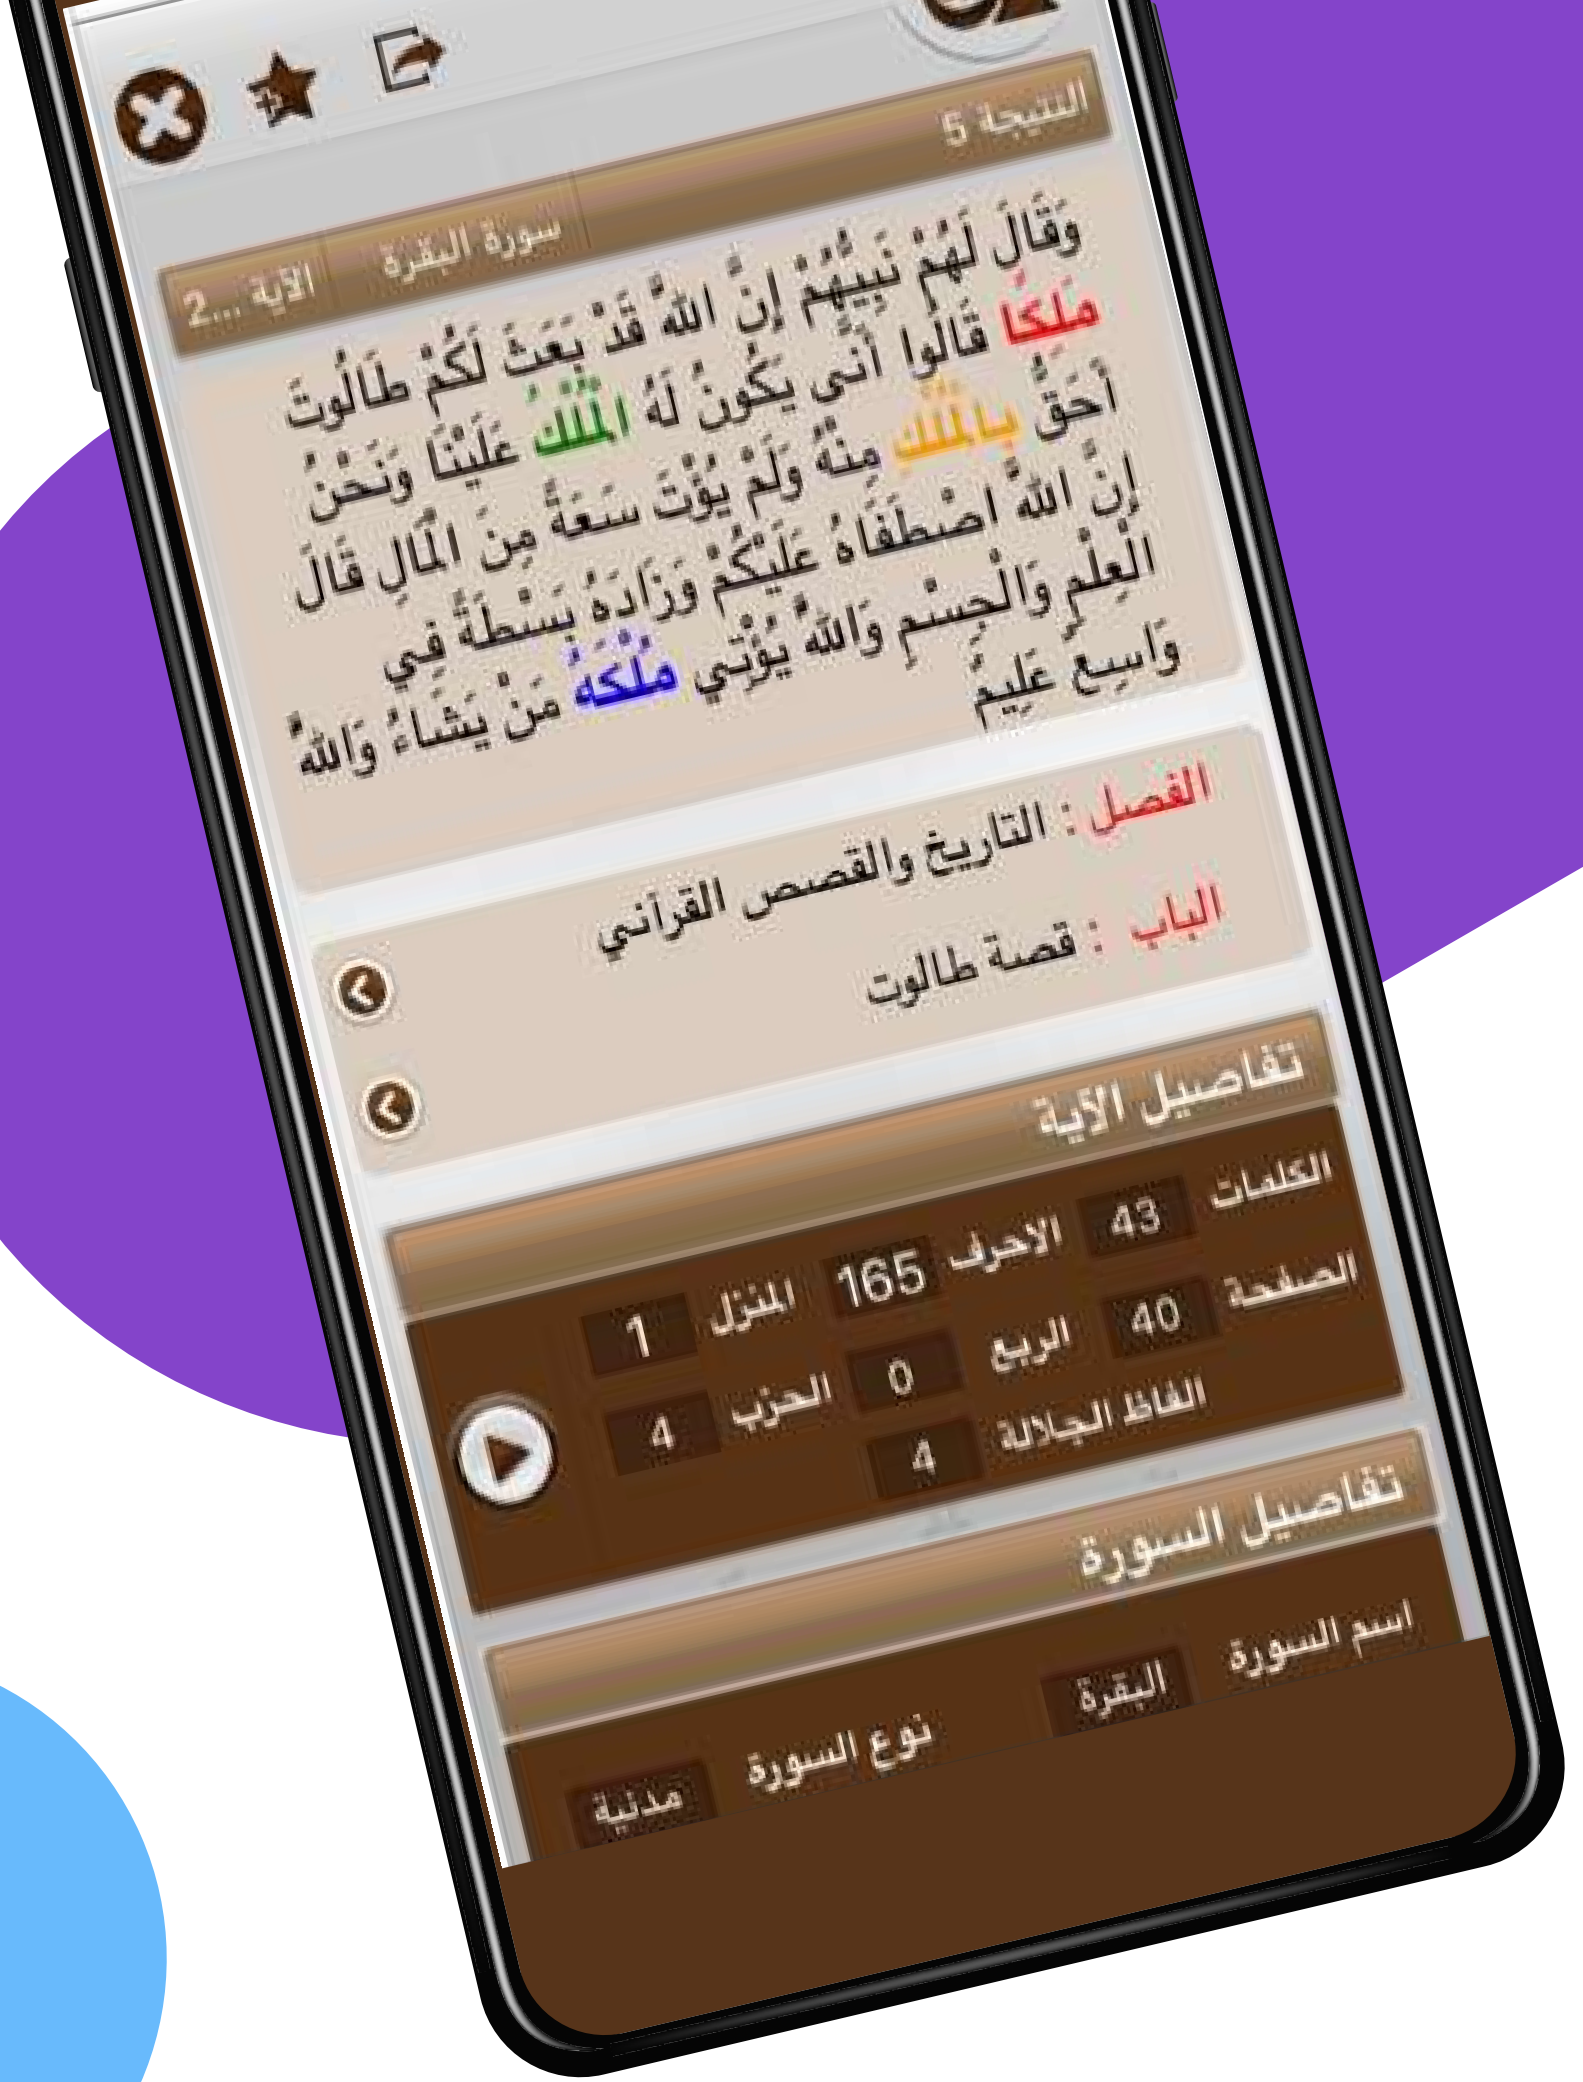 النتيجة 5
سورة البقرة
الآية ...2
وَقَالَ لَهُمْ نَبِيُّهُمْ إِنَّ اللَّهَ قَدْ بَعَثَ لَكُمْ طَالُوتَ
مَلِكًا قَالُوا أَنَّى يَكُونُ لَهُ الْمُلْكُ عَلَيْنَا وَنَحْنُ
أَحَقُّ بِالْمُلْكِ مِنْهُ وَلَمْ يُؤْتَ سَعَةً مِنَ الْمَالِ قَالَ
إِنَّ اللَّهَ اصْطَفَاهُ عَلَيْكُمْ وَزَادَهُ بَسْطَةً فِي
الْعِلْمِ وَالْجِسْمِ وَاللَّهُ يُؤْتِي مُلْكَهُ مَنْ يَشَاءُ وَاللَّهُ
وَاسِعٌ عَلِيمٌ
الفصل : التاريخ والقصص القرآني
الباب : قصة طالوت
تفاصيل الآية
الكلمات 43 الاحرف 165 المنزل 1
الصفحة 40 الربع 0 الحزب 4
الفاظ الجلالة 4
تفاصيل السورة
اسم السورة البقرة نوع السورة مدنية